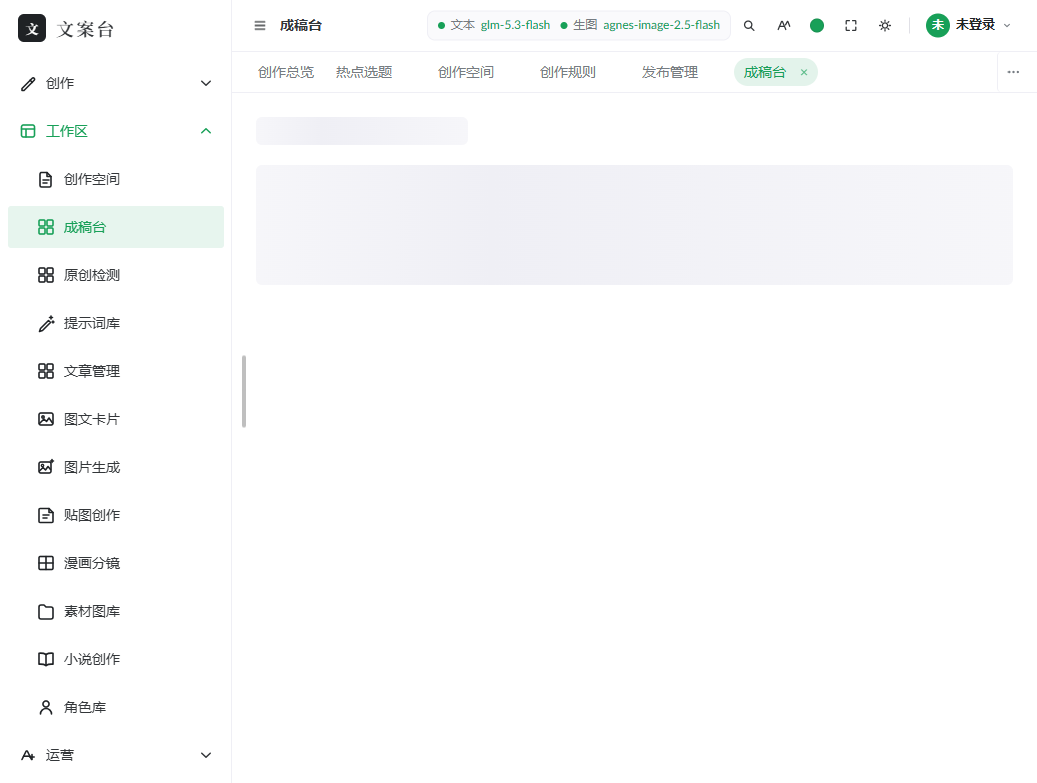 文 文案台
创作
工作区
创作空间
成稿台
原创检测
提示词库
文章管理
图文卡片
图片生成
贴图创作
漫画分镜
素材图库
小说创作
角色库
运营
成稿台 文本 glm-5.3-flash 生图 agnes-image-2.5-flash 未 未登录
创作总览 热点选题 创作空间 创作规则 发布管理 成稿台 ×